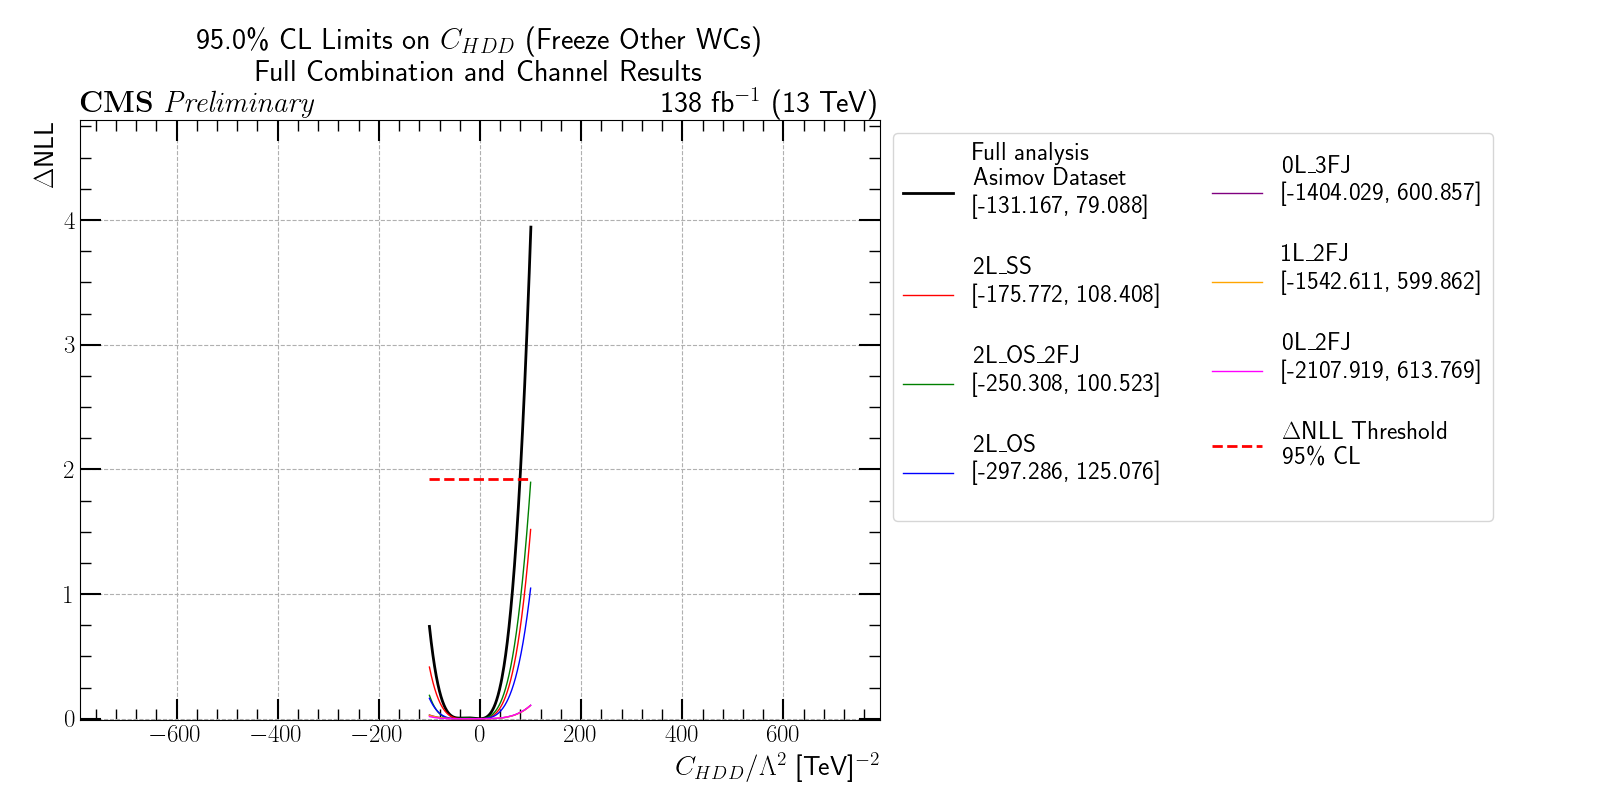 95.0% CL Limits on C_{HDD} (Freeze Other WCs)
Full Combination and Channel Results
CMS Preliminary 138 fb^{−1} (13 TeV)
ΔNLL
4
3
2
1
0
−600 −400 −200 0 200 400 600
C_{HDD}/Λ^2 [TeV]^{−2}
Full analysis
Asimov Dataset
[-131.167, 79.088]
2L_SS
[-175.772, 108.408]
2L_OS_2FJ
[-250.308, 100.523]
2L_OS
[-297.286, 125.076]
0L_3FJ
[-1404.029, 600.857]
1L_2FJ
[-1542.611, 599.862]
0L_2FJ
[-2107.919, 613.769]
ΔNLL Threshold
95% CL